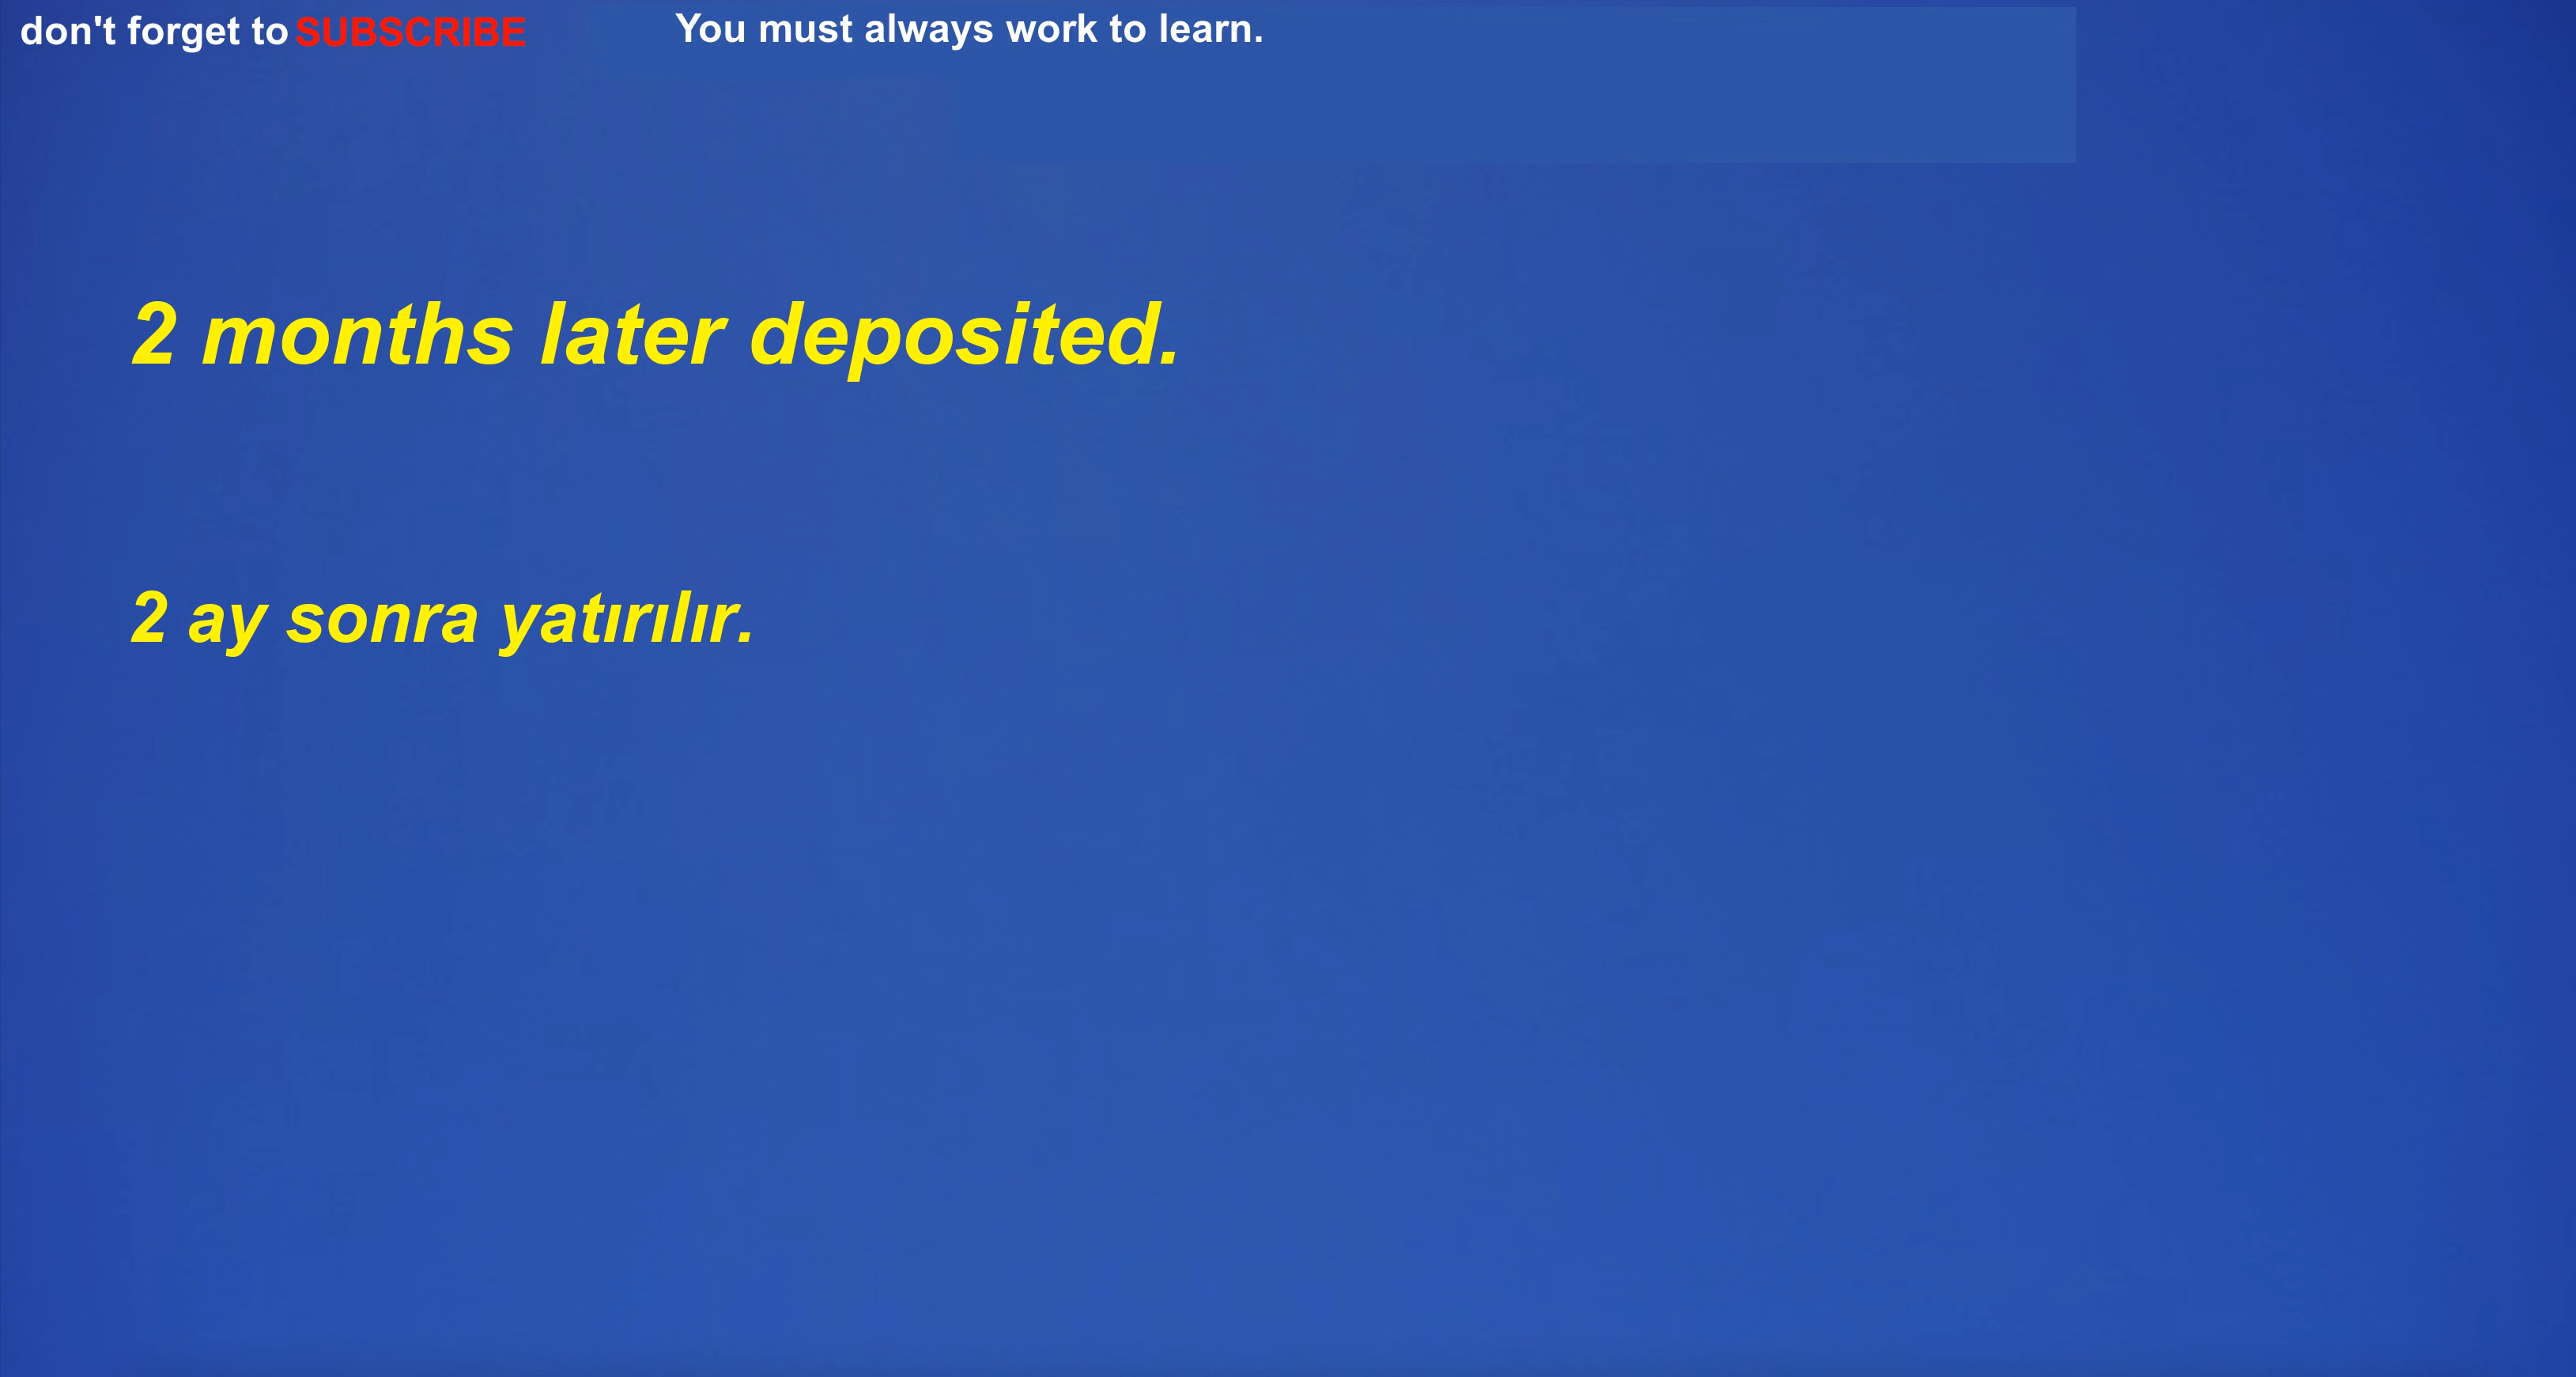 don't forget to SUBSCRIBE
You must always work to learn.
2 months later deposited.
2 ay sonra yatırılır.